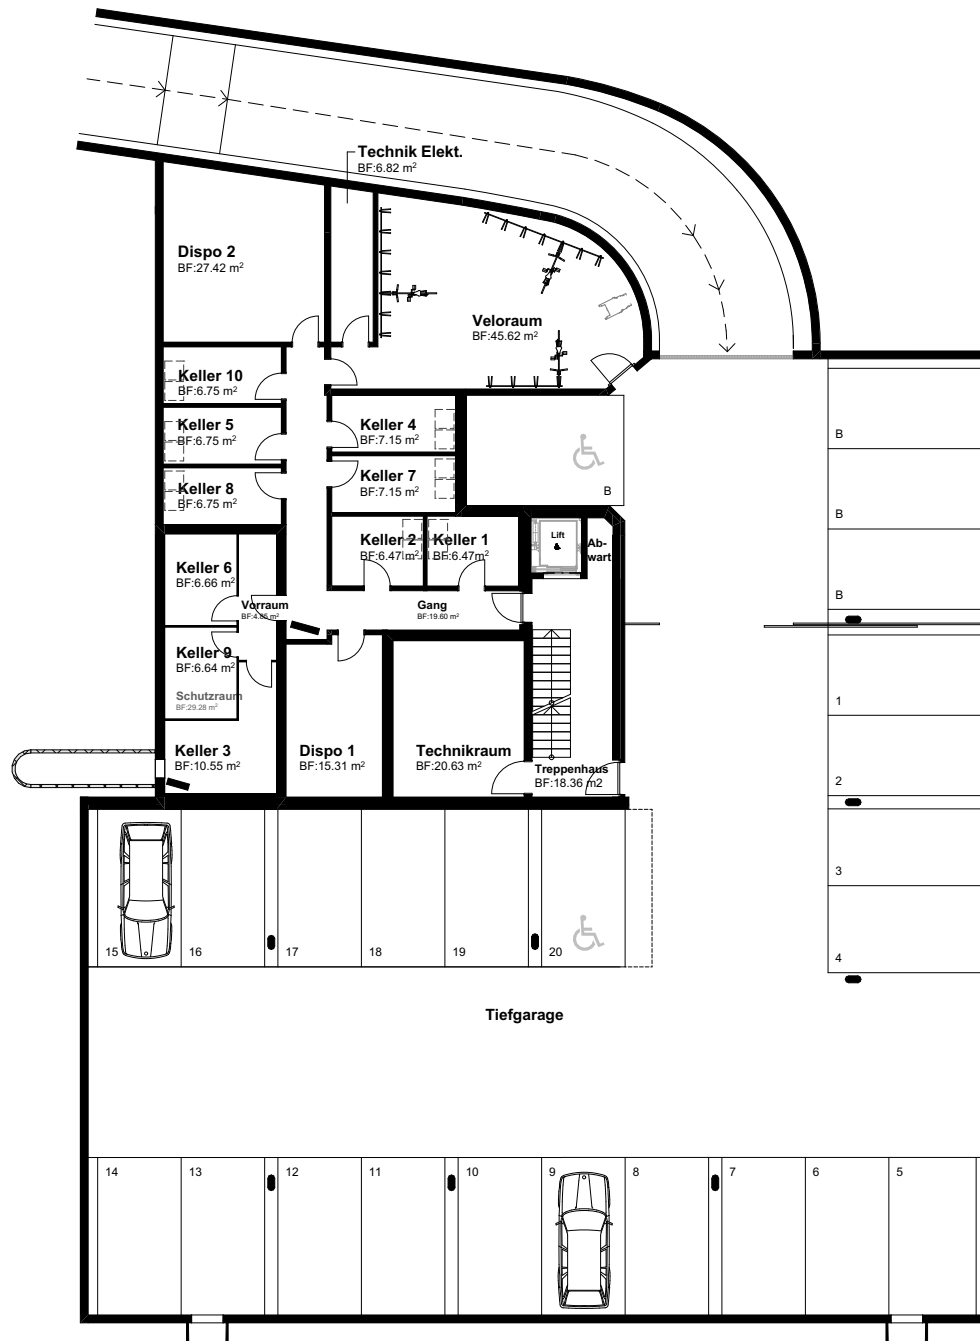 Technik Elekt.
BF:6.82 m²
Dispo 2
BF:27.42 m²
Veloraum
BF:45.62 m²
Keller 10
BF:6.75 m²
Keller 5
BF:6.75 m²
Keller 8
BF:6.75 m²
Keller 4
BF:7.15 m²
Keller 7
BF:7.15 m²
Keller 2
BF:6.47 m²
Keller 1
BF:6.47m²
B
B
B
B
Lift
Ab-
wart
Keller 6
BF:6.66 m²
Vorraum
BF:4.65 m²
Gang
BF:19.60 m²
Keller 9
BF:6.64 m²
Schutzraum
BF:29.28 m²
Keller 3
BF:10.55 m²
Dispo 1
BF:15.31 m²
Technikraum
BF:20.63 m²
Treppenhaus
BF:18.36 m2
1
2
3
4
15
16
17
18
19
20
Tiefgarage
14
13
12
11
10
9
8
7
6
5